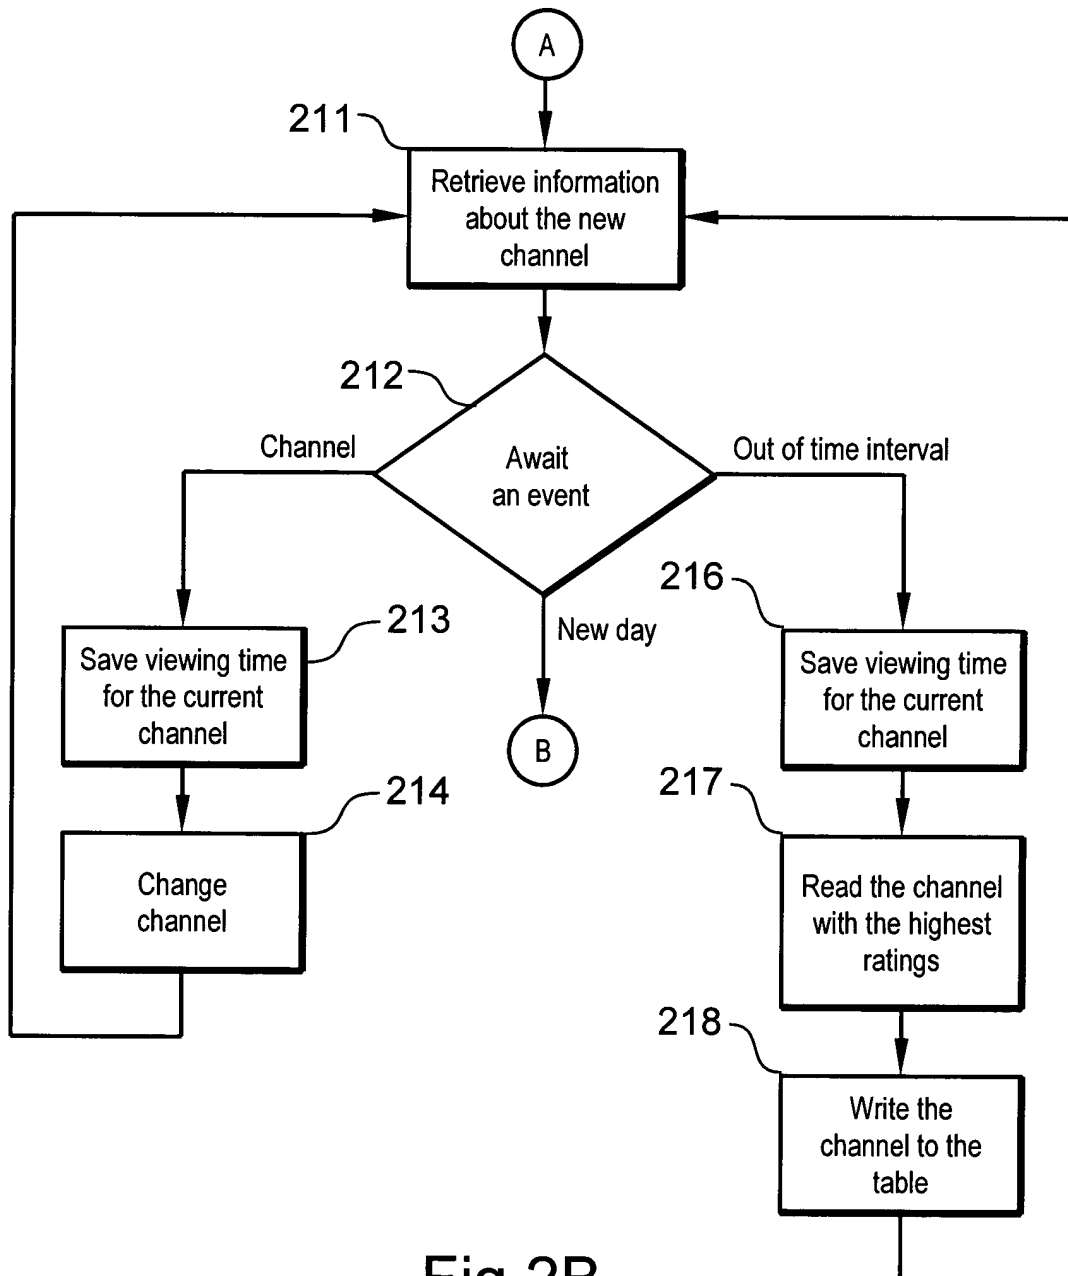 A
211
Retrieve information
about the new
channel
212
Channel
Await
an event
Out of time interval
New day
213
Save viewing time
for the current
channel
216
Save viewing time
for the current
channel
B
214
Change
channel
217
Read the channel
with the highest
ratings
218
Write the
channel to the
table
Fig 2B